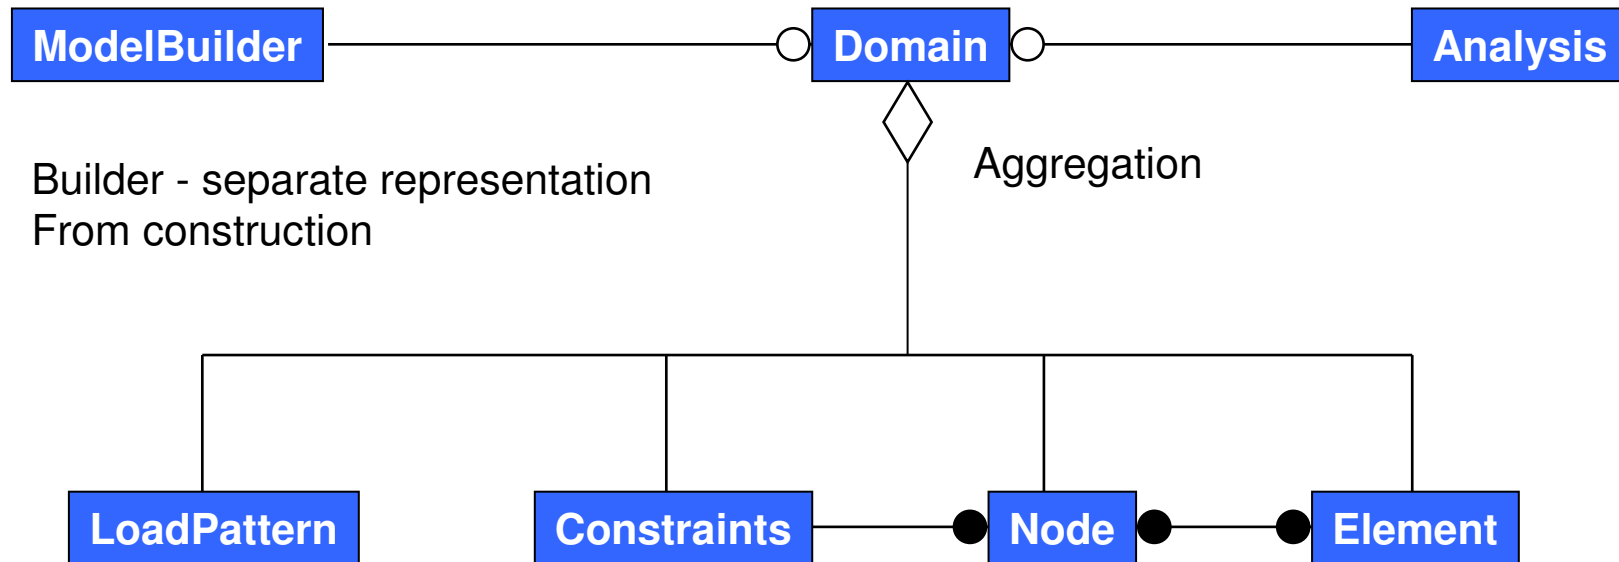 ModelBuilder
Domain
Analysis
Builder - separate representation
From construction
Aggregation
LoadPattern
Constraints
Node
Element